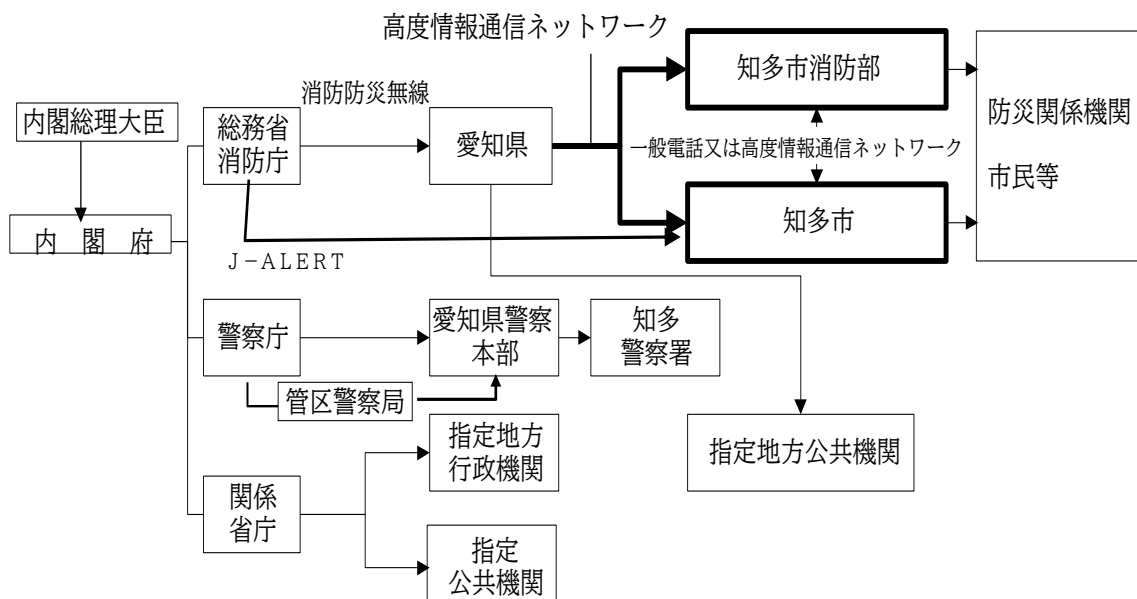 高度情報通信ネットワーク
知多市消防部
消防防災無線
内閣総理大臣
総務省
消防庁
愛知県
一般電話又は高度情報通信ネットワーク
防災関係機関
市民等
知多市
内　閣　府
J-ALERT
警察庁
愛知県警察
本部
知多
警察署
管区警察局
指定地方
行政機関
指定地方公共機関
関係
省庁
指定
公共機関